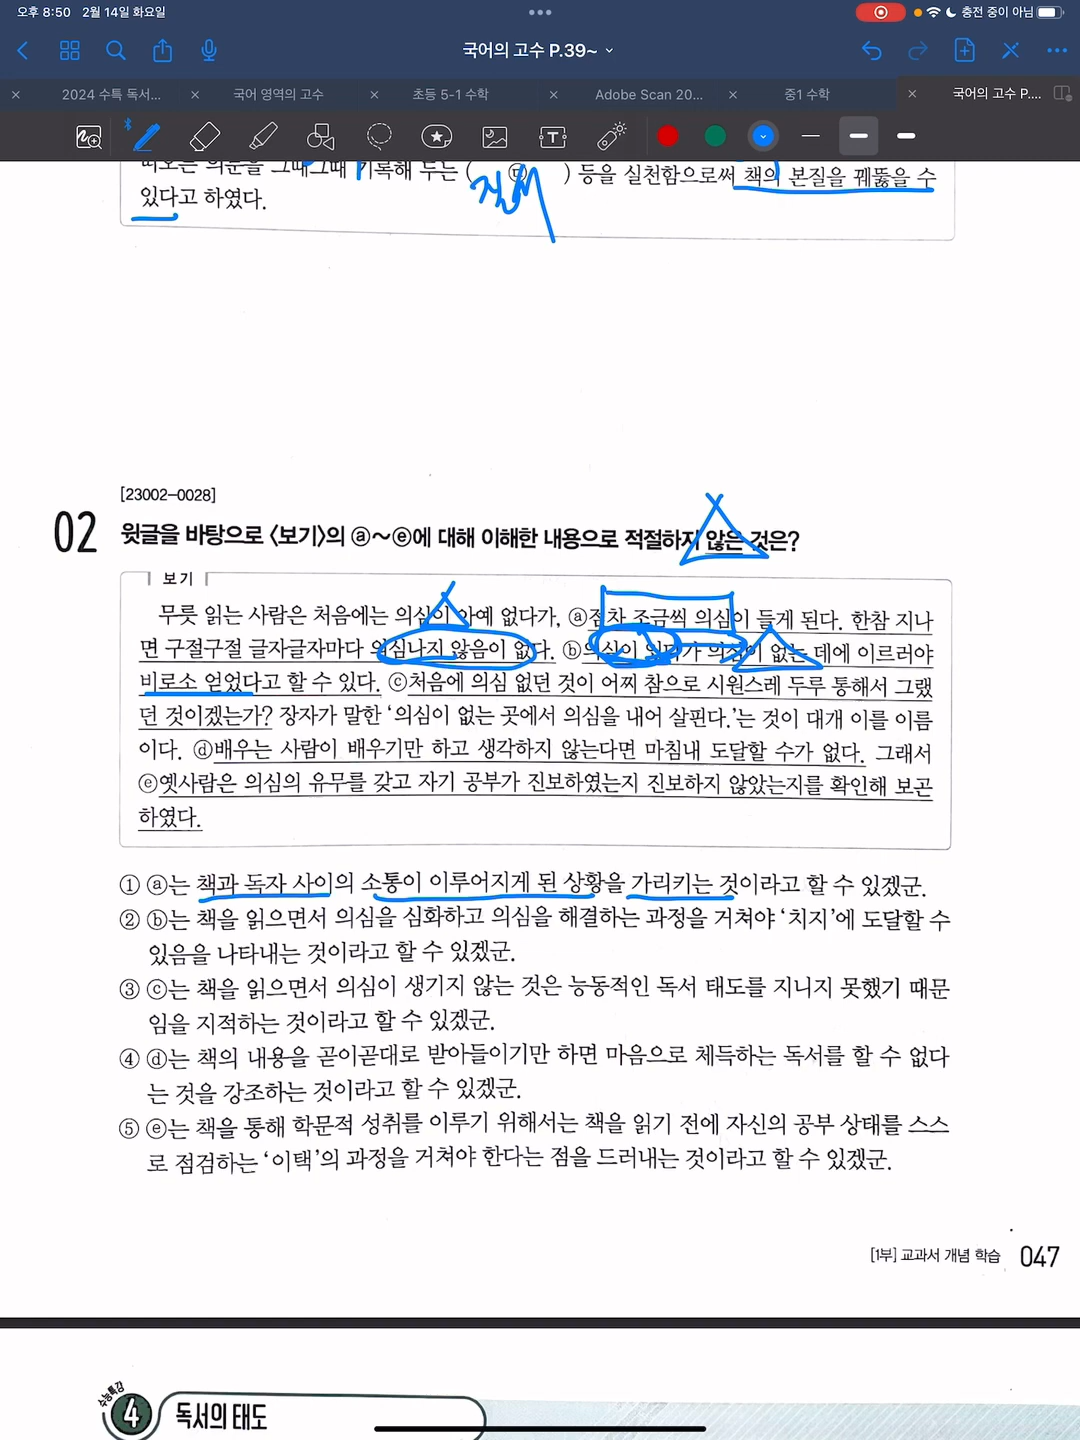 오후 8:50 2월 14일 화요일
충전 중이 아님
국어의 고수 P.39~
2024 수특 독서...
국어 영역의 고수
초등 5-1 수학
Adobe Scan 20...
중1 수학
국어의 고수 P....
떠오른 의문을 그때그때 기록해 두는 ( ㉰ ) 등을 실천함으로써 책의 본질을 꿰뚫을 수
있다고 하였다.
[23002-0028]
02 윗글을 바탕으로 〈보기〉의 ⓐ~ⓔ에 대해 이해한 내용으로 적절하지 않은 것은?
보기
무릇 읽는 사람은 처음에는 의심이 아예 없다가, ⓐ점차 조금씩 의심이 들게 된다. 한참 지나
면 구절구절 글자글자마다 의심나지 않음이 없다. ⓑ의심이 있다가 의심이 없는 데에 이르러야
비로소 얻었다고 할 수 있다. ⓒ처음에 의심 없던 것이 어찌 참으로 시원스레 두루 통해서 그랬
던 것이겠는가? 장자가 말한 ‘의심이 없는 곳에서 의심을 내어 살핀다.’는 것이 대개 이를 이름
이다. ⓓ배우는 사람이 배우기만 하고 생각하지 않는다면 마침내 도달할 수가 없다. 그래서
ⓔ옛사람은 의심의 유무를 갖고 자기 공부가 진보하였는지 진보하지 않았는지를 확인해 보곤
하였다.
① ⓐ는 책과 독자 사이의 소통이 이루어지게 된 상황을 가리키는 것이라고 할 수 있겠군.
② ⓑ는 책을 읽으면서 의심을 심화하고 의심을 해결하는 과정을 거쳐야 ‘치지’에 도달할 수
있음을 나타내는 것이라고 할 수 있겠군.
③ ⓒ는 책을 읽으면서 의심이 생기지 않는 것은 능동적인 독서 태도를 지니지 못했기 때문
임을 지적하는 것이라고 할 수 있겠군.
④ ⓓ는 책의 내용을 곧이곧대로 받아들이기만 하면 마음으로 체득하는 독서를 할 수 없다
는 것을 강조하는 것이라고 할 수 있겠군.
⑤ ⓔ는 책을 통해 학문적 성취를 이루기 위해서는 책을 읽기 전에 자신의 공부 상태를 스스
로 점검하는 ‘이택’의 과정을 거쳐야 한다는 점을 드러내는 것이라고 할 수 있겠군.
[1부] 교과서 개념 학습 047
수능특강
4 독서의 태도